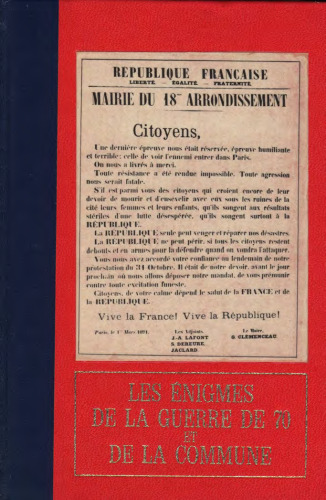 REPUBLIQUE FRANÇAISE
LIBERTÉ. — ÉGALITÉ. — FRATERNITÉ.
MAIRIE DU 18me ARRONDISSEMENT
Citoyens,
Une dernière épreuve nous était réservée, épreuve humiliante
et terrible: celle de voir l'ennemi entrer dans Paris.
On nous a livrés à merci.
Toute résistance a été rendue impossible. Toute agression
nous serait fatale.
S'il est parmi vous des citoyens qui croient encore de leur
devoir de mourir et d'ensevelir avec eux sous les ruines de la
cité leurs femmes et leurs enfants, qu'ils songent aux résultats
stériles d'une lutte désespérée, qu'ils songent surtout à la
RÉPUBLIQUE.
La REPUBLIQUE seule peut venger et réparer nos désastres.
La REPUBLIQUE ne peut périr, si tous les citoyens restent
debouts et en armes pour la défendre quand on voudra l'attaquer.
Vous nous avez accordé votre confiance au lendemain de notre
protestation du 31 Octobre. Il était de notre devoir, avant le jour
prochain où nous allons déposer notre mandat, de vous prémunir
contre toute excitation funeste.
Citoyens, de votre calme dépend le salut de la FRANCE et de
la REPUBLIQUE.
Vive la France! Vive la République!
Paris, le 1er Mars 1871.
Les Adjoints,
J.-A. LAFONT
S. DEREURE,
JACLARD.
Le Maire,
G. CLEMENCEAU.
LES ÉNIGMES
DE LA GUERRE DE 70
ET
DE LA COMMUNE